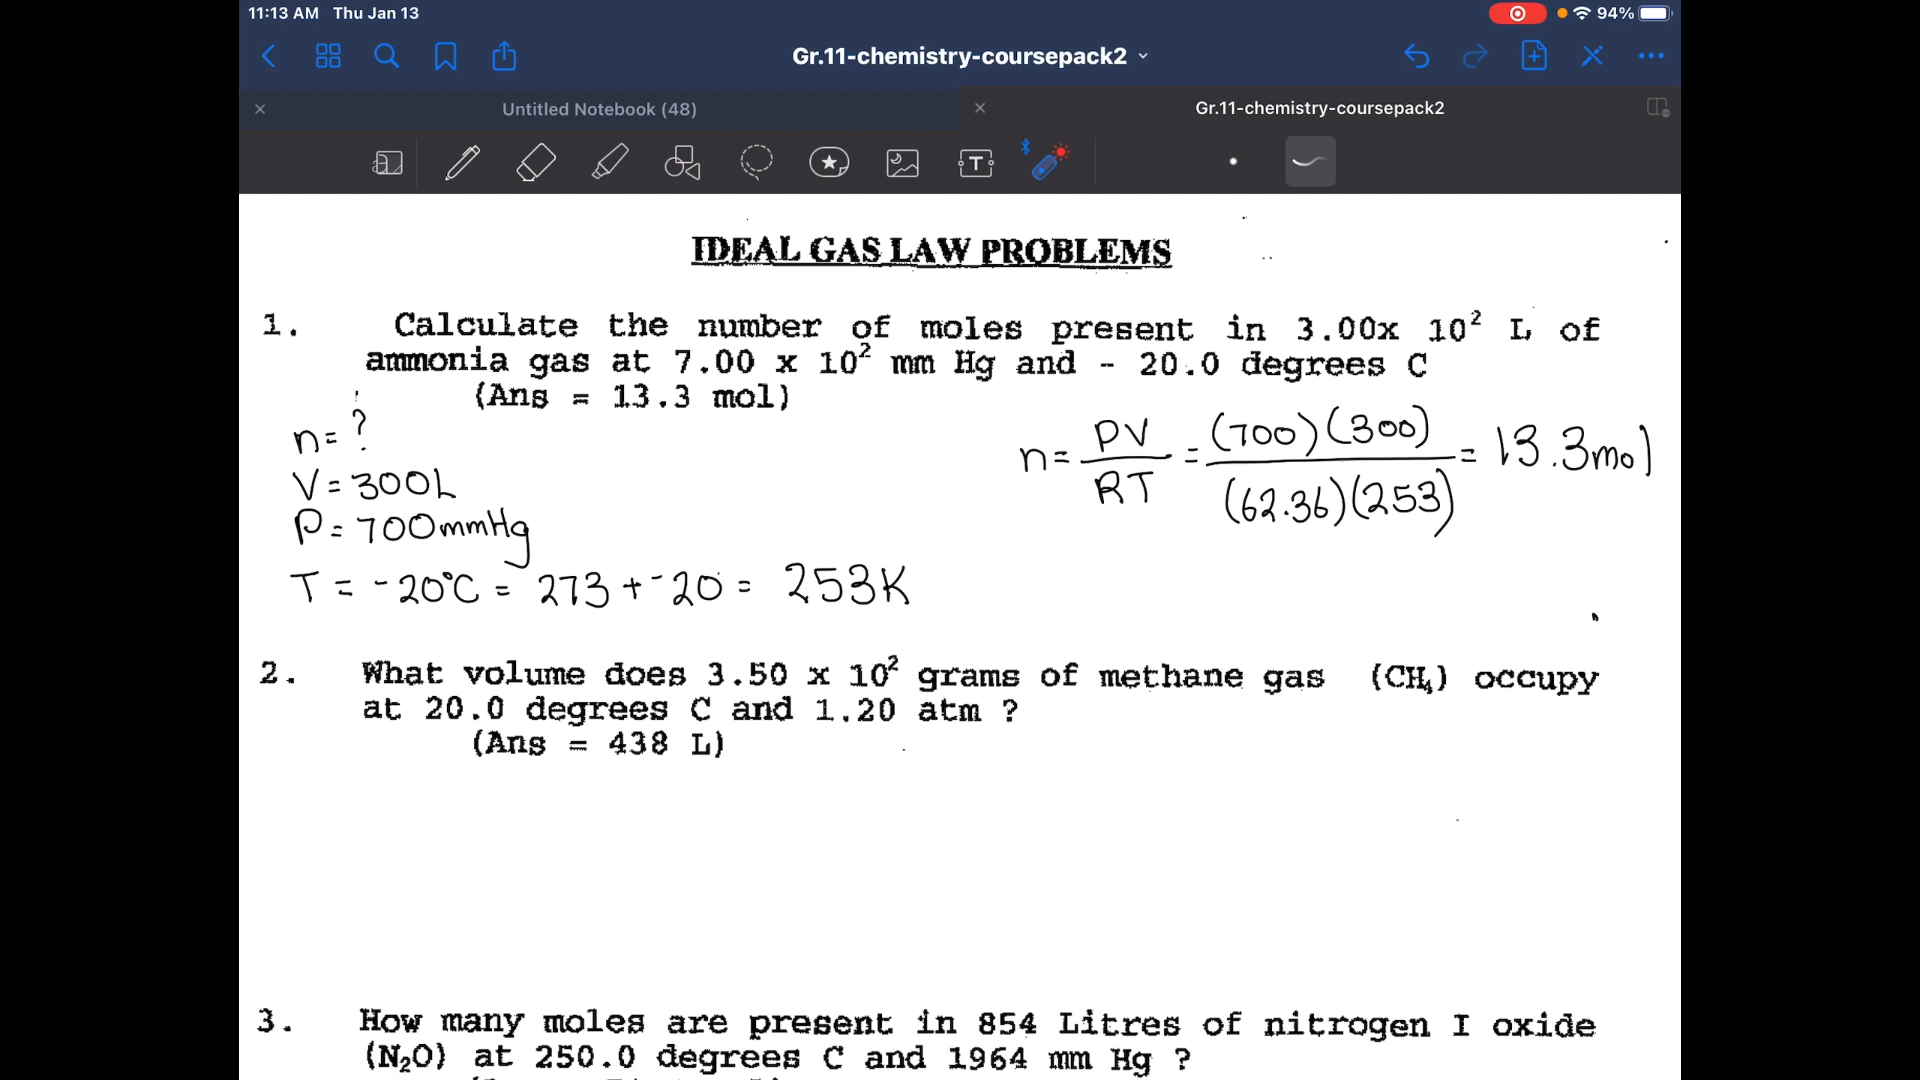 11:13 AM Thu Jan 13
94%
Gr.11-chemistry-coursepack2
Untitled Notebook (48)
Gr.11-chemistry-coursepack2
IDEAL GAS LAW PROBLEMS
1. Calculate the number of moles present in 3.00x 10² L of
ammonia gas at 7.00 x 10² mm Hg and - 20.0 degrees C
(Ans = 13.3 mol)
n = ?
V = 300L
P = 700mmHg
T = -20°C = 273 + -20 = 253K
n = PV/RT = (700)(300)/(62.36)(253) = 13.3mol
2. What volume does 3.50 x 10² grams of methane gas (CH₄) occupy
at 20.0 degrees C and 1.20 atm ?
(Ans = 438 L)
3. How many moles are present in 854 Litres of nitrogen I oxide
(N₂O) at 250.0 degrees C and 1964 mm Hg ?